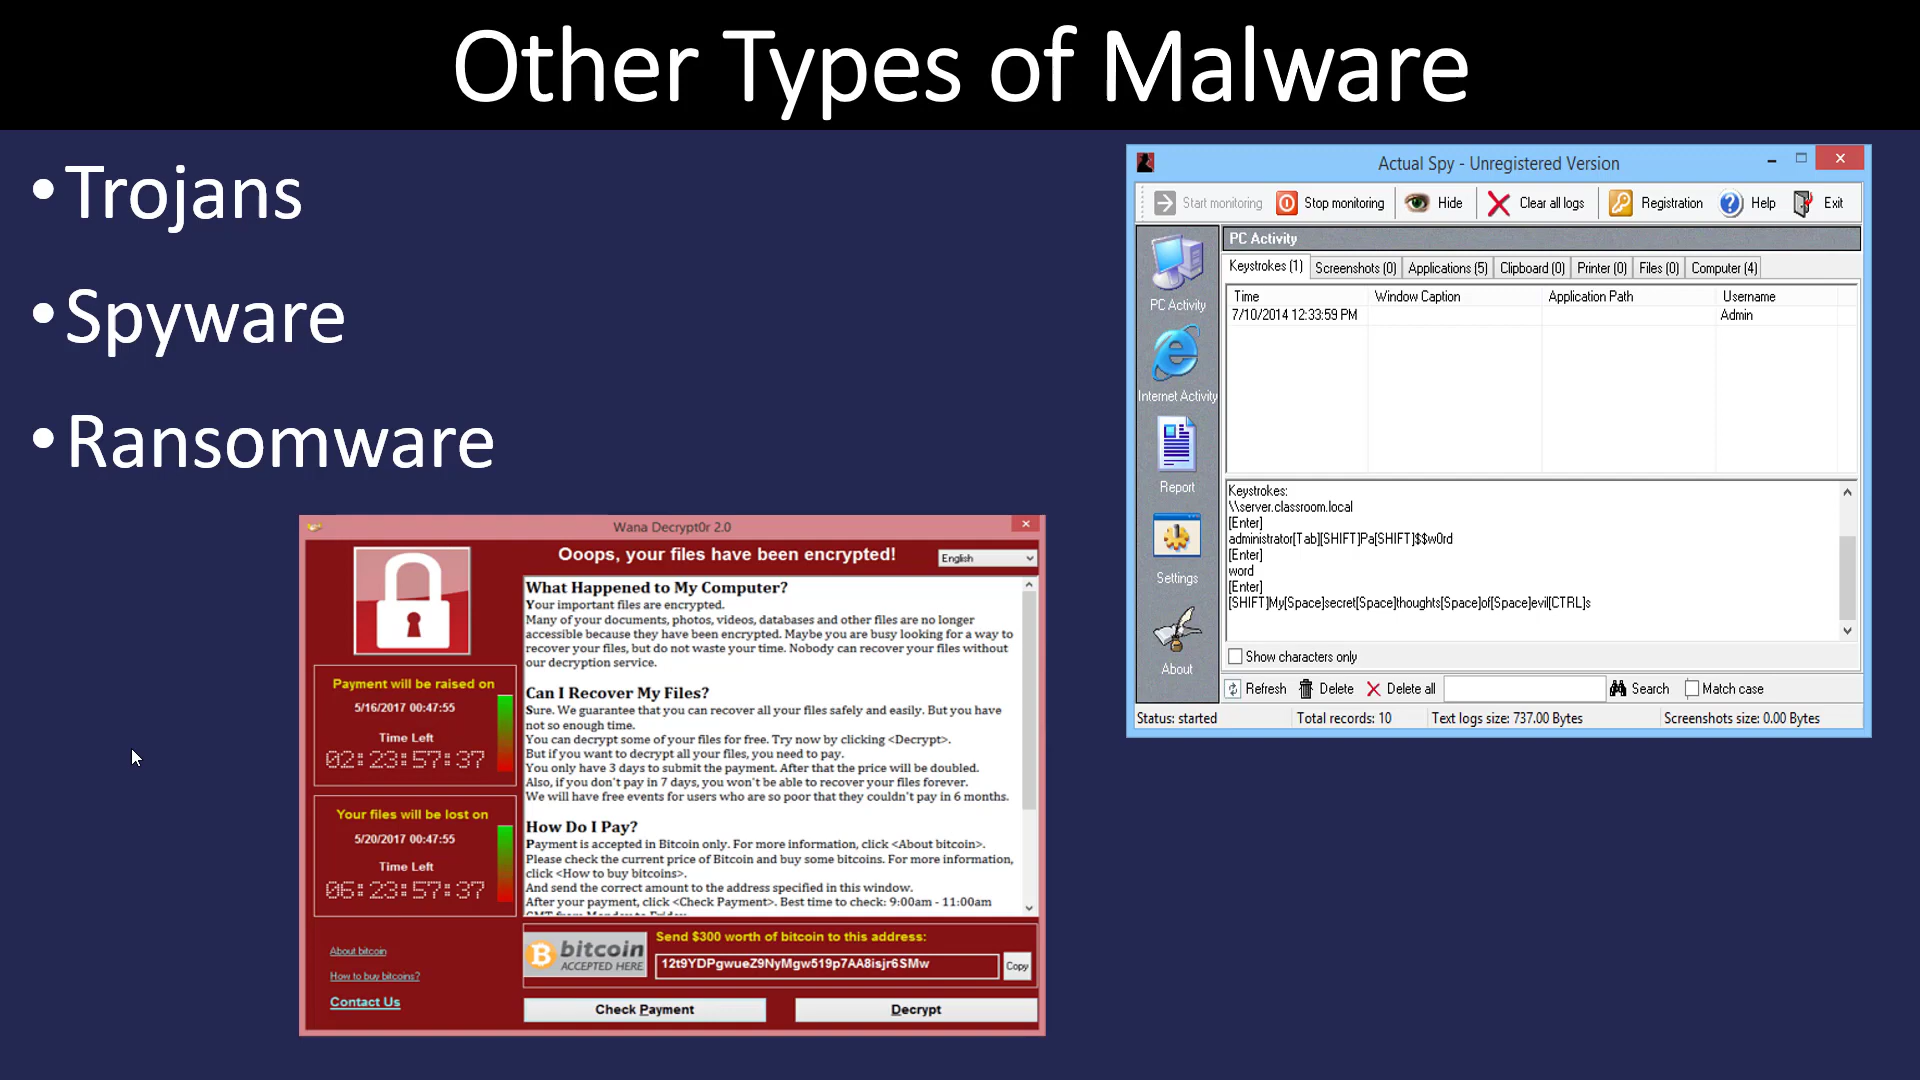 Other Types of Malware
•Trojans
•Spyware
•Ransomware
Actual Spy - Unregistered Version
Start monitoring Stop monitoring Hide Clear all logs Registration Help Exit
PC Activity
Internet Activity
Report
Settings
About
PC Activity
Keystrokes (1) Screenshots (0) Applications (5) Clipboard (0) Printer (0) Files (0) Computer (4)
Time Window Caption Application Path Username
7/10/2014 12:33:59 PM Admin
Keystrokes:
\\server.classroom.local
[Enter]
administrator[Tab][SHIFT]Pa[SHIFT]$$w0rd
[Enter]
word
[Enter]
[SHIFT]My[Space]secret[Space]thoughts[Space]of[Space]evil[CTRL]s
Show characters only
Refresh Delete Delete all Search Match case
Status: started Total records: 10 Text logs size: 737.00 Bytes Screenshots size: 0.00 Bytes
Wana Decrypt0r 2.0
Ooops, your files have been encrypted!
English
Payment will be raised on
5/16/2017 00:47:55
Time Left
02:23:57:37
Your files will be lost on
5/20/2017 00:47:55
Time Left
06:23:57:37
About bitcoin
How to buy bitcoins?
Contact Us
What Happened to My Computer?
Your important files are encrypted.
Many of your documents, photos, videos, databases and other files are no longer
accessible because they have been encrypted. Maybe you are busy looking for a way to
recover your files, but do not waste your time. Nobody can recover your files without
our decryption service.
Can I Recover My Files?
Sure. We guarantee that you can recover all your files safely and easily. But you have
not so enough time.
You can decrypt some of your files for free. Try now by clicking <Decrypt>.
But if you want to decrypt all your files, you need to pay.
You only have 3 days to submit the payment. After that the price will be doubled.
Also, if you don't pay in 7 days, you won't be able to recover your files forever.
We will have free events for users who are so poor that they couldn't pay in 6 months.
How Do I Pay?
Payment is accepted in Bitcoin only. For more information, click <About bitcoin>.
Please check the current price of Bitcoin and buy some bitcoins. For more information,
click <How to buy bitcoins>.
And send the correct amount to the address specified in this window.
After your payment, click <Check Payment>. Best time to check: 9:00am - 11:00am
GMT from Monday to Friday
bitcoin
ACCEPTED HERE
Send $300 worth of bitcoin to this address:
12t9YDPgwueZ9NyMgw519p7AA8isjr6SMw
Copy
Check Payment
Decrypt